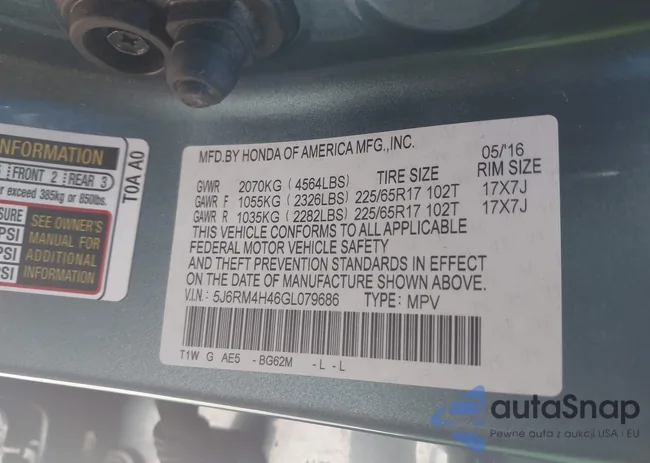 INFORMATION
FRONT 2 REAR 3
or exceed 385kg or 850lbs.
SURE
PSI
PSI
PSI
SEE OWNER'S
MANUAL FOR
ADDITIONAL
INFORMATION
T0A A0
MFD.BY HONDA OF AMERICA MFG.,INC. 05/'16
GVWR 2070KG (4564LBS) TIRE SIZE RIM SIZE
GAWR F 1055KG (2326LBS) 225/65R17 102T 17X7J
GAWR R 1035KG (2282LBS) 225/65R17 102T 17X7J
THIS VEHICLE CONFORMS TO ALL APPLICABLE
FEDERAL MOTOR VEHICLE SAFETY
AND THEFT PREVENTION STANDARDS IN EFFECT
ON THE DATE OF MANUFACTURE SHOWN ABOVE.
V.I.N.: 5J6RM4H46GL079686 TYPE: MPV
T1W G AE5 -BG62M -L -L
autaSnap
Pewne auta z aukcji USA i EU